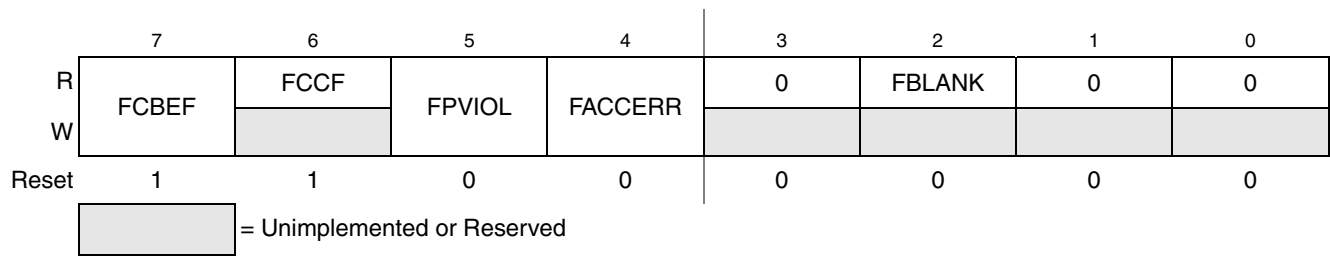 7 6 5 4 3 2 1 0
R FCBEF FCCF FPVIOL FACCERR 0 FBLANK 0 0
W
Reset 1 1 0 0 0 0 0 0
= Unimplemented or Reserved